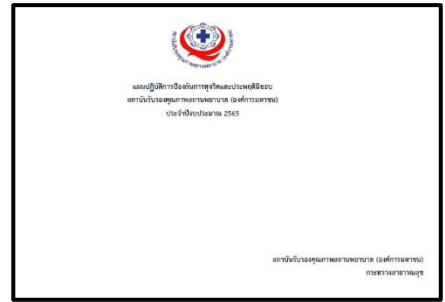 แผนปฏิบัติการป้องกันการทุจริตและประพฤติมิชอบ
สถาบันรับรองคุณภาพสถานพยาบาล (องค์การมหาชน)
ประจำปีงบประมาณ 2565
สถาบันรับรองคุณภาพสถานพยาบาล (องค์การมหาชน)
กระทรวงสาธารณสุข